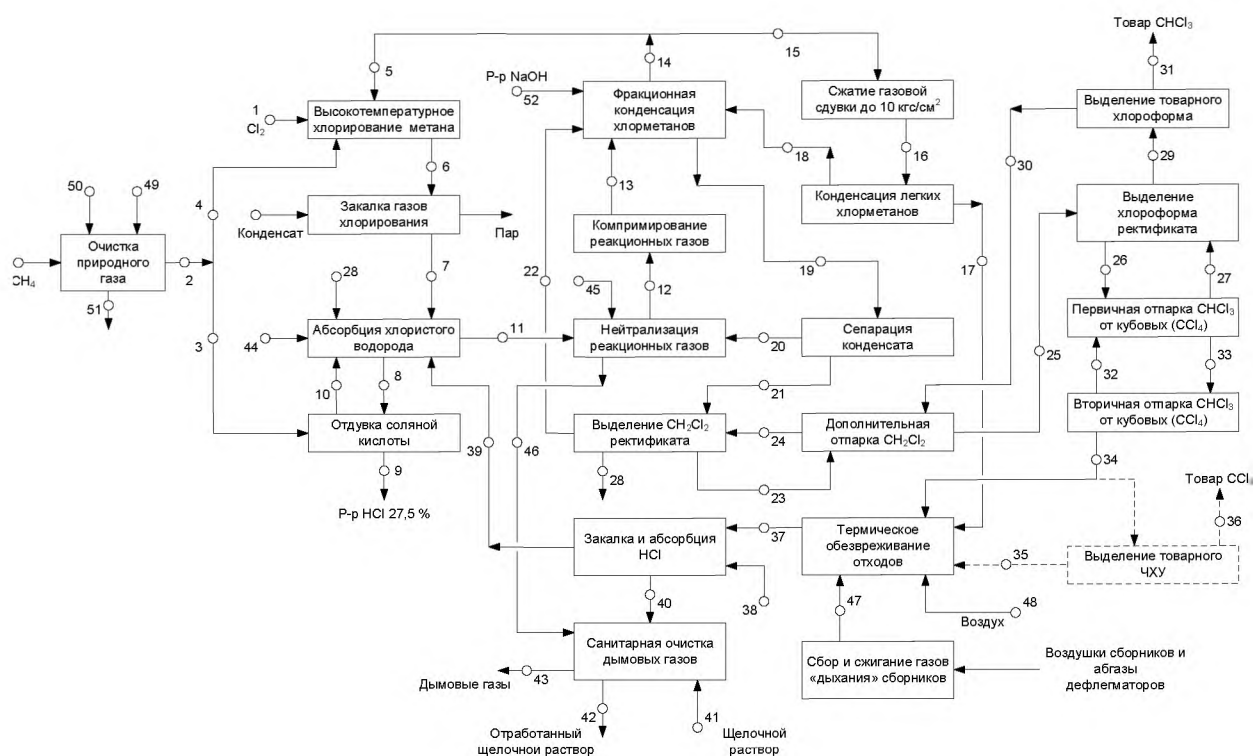 Товар CHCl3
31
15
5
14
Р-р NaOH
52
1
Cl2
Высокотемпературное
хлорирование метана
Фракционная
конденсация
хлорметанов
Сжатие газовой
сдувки до 10 кгс/см2
Выделение товарного
хлороформа
6
18
16
30
29
50
49
4
13
Закалка газов
хлорирования
Конденсат
Пар
Компримирование
реакционных газов
Конденсация легких
хлорметанов
Выделение
хлороформа
ректификата
CH4
Очистка
природного
газа
2
51
28
7
22
45
12
19
17
26
27
3
44
Абсорбция хлористого
водорода
11
Нейтрализация
реакционных газов
20
Сепарация
конденсата
25
Первичная отпарка CHCl3
от кубовых (CCl4)
10
8
21
32
33
Отдувка соляной
кислоты
39
46
Выделение CH2Cl2
ректификата
24
Дополнительная
отпарка CH2Cl2
Вторичная отпарка CHCl3
от кубовых (CCl4)
9
28
23
34
Р-р HCl 27,5 %
Товар CCl4
36
Закалка и абсорбция
HCl
37
Термическое
обезвреживание
отходов
35
Выделение товарного
ЧХУ
40
38
47
48
Воздух
Санитарная очистка
дымовых газов
Сбор и сжигание газов
«дыхания» сборников
Воздушки сборников и
абгазы
дефлегматоров
43
Дымовые газы
42
41
Отработанный
щелочной раствор
Щелочной
раствор